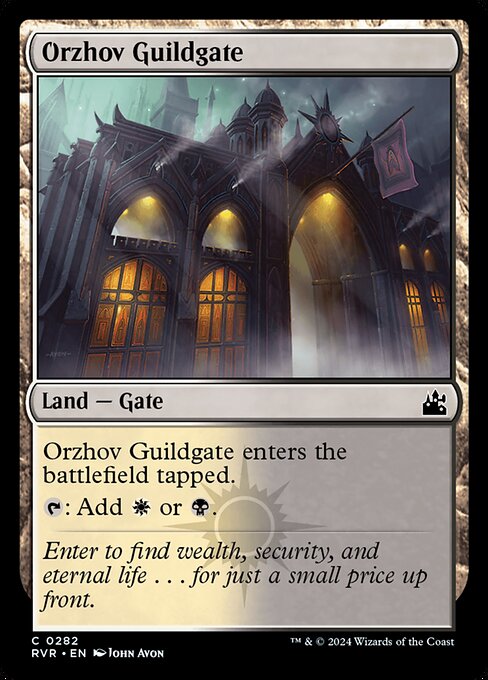 Orzhov Guildgate
AVON
Land — Gate
Orzhov Guildgate enters the
battlefield tapped.
: Add or .
Enter to find wealth, security, and
eternal life . . . for just a small price up
front.
C 0282
RVR • EN JOHN AVON
™ & © 2024 Wizards of the Coast